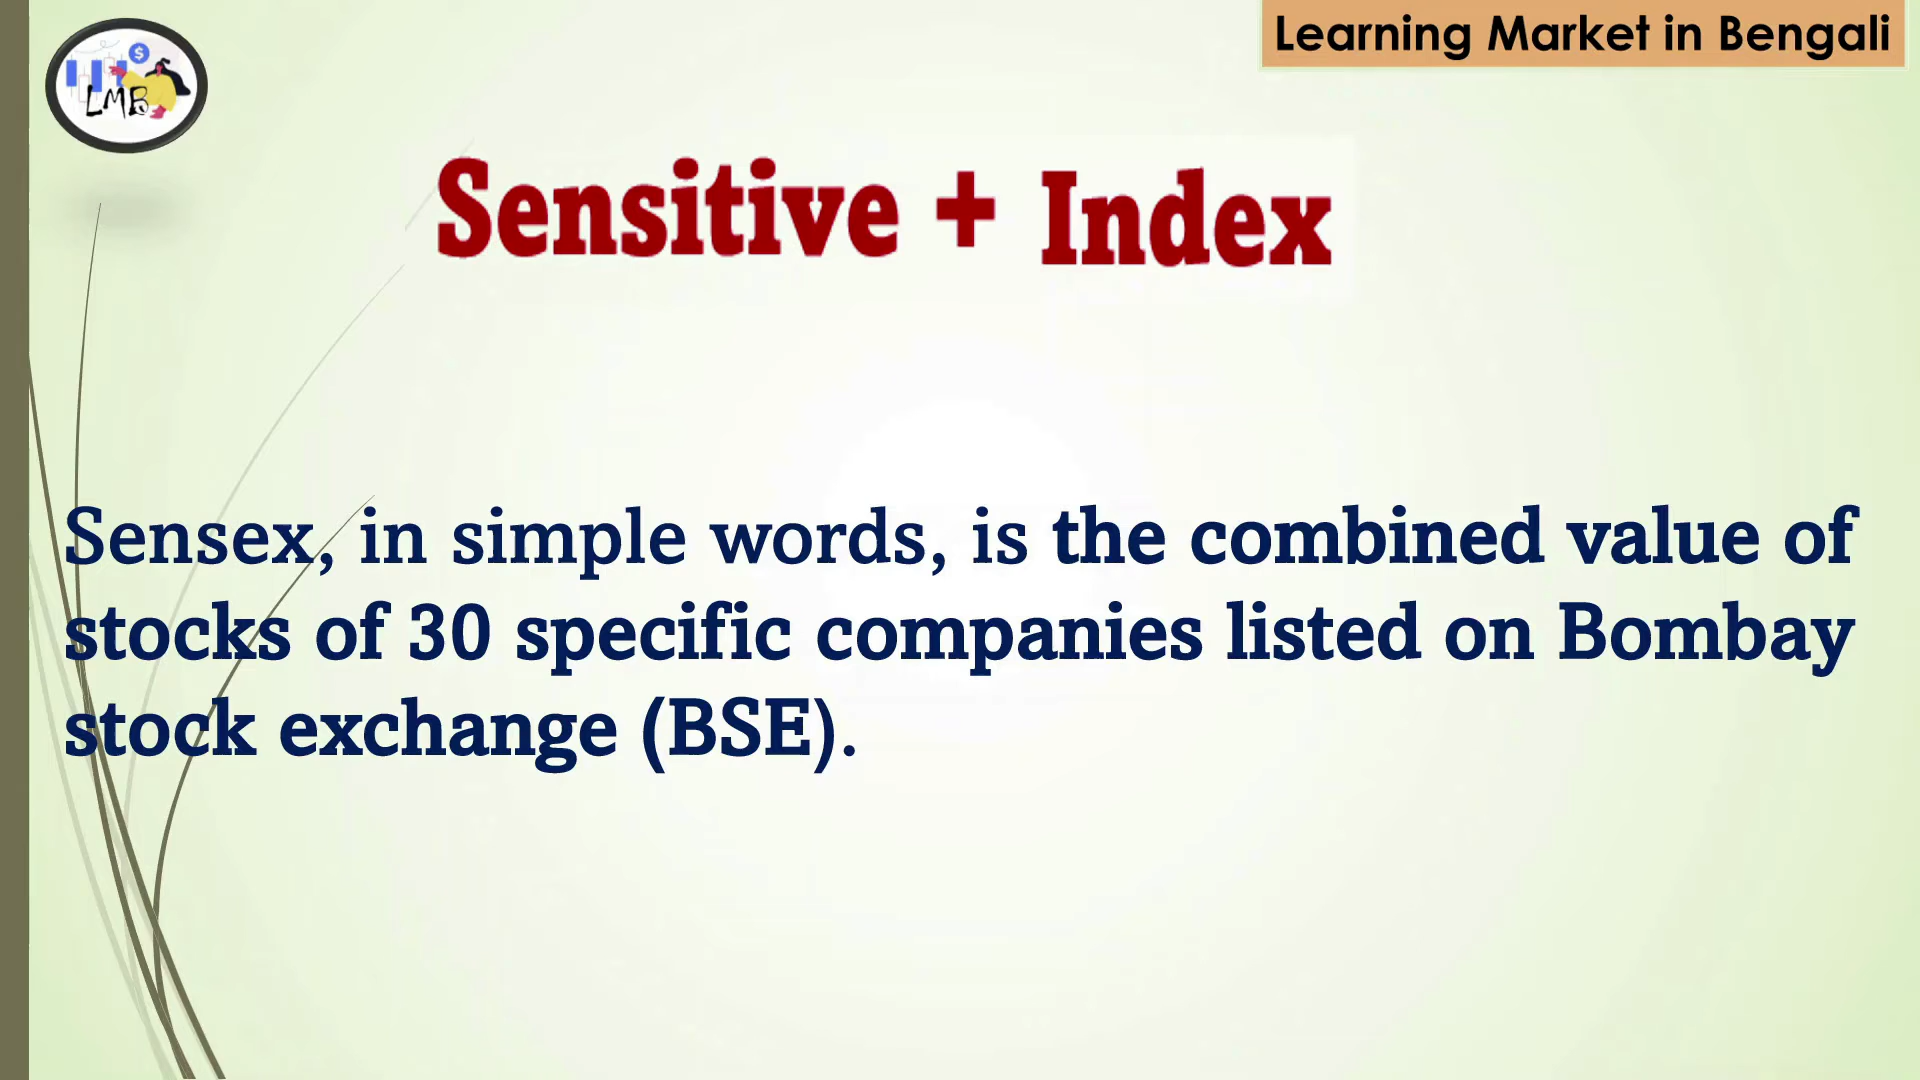 Learning Market in Bengali
$
LMB
Sensitive + Index
Sensex, in simple words, is the combined value of
stocks of 30 specific companies listed on Bombay
stock exchange (BSE).